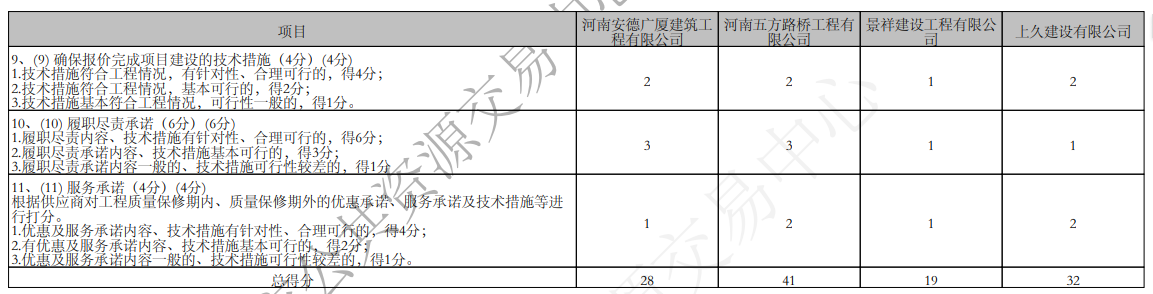 项目
河南安德广厦建筑工
程有限公司
河南五方路桥工程有
限公司
景祥建设工程有限公
司
上久建设有限公司
9、(9) 确保报价完成项目建设的技术措施（4分）(4分)
1.技术措施符合工程情况，有针对性、合理可行的，得4分；
2.技术措施符合工程情况，基本可行的，得2分；
3.技术措施基本符合工程情况，可行性一般的，得1分。
2
2
1
2
10、(10) 履职尽责承诺（6分）(6分)
1.履职尽责内容、技术措施有针对性、合理可行的，得6分；
2.履职尽责承诺内容、技术措施基本可行的，得3分；
3.履职尽责承诺内容一般的、技术措施可行性较差的，得1分
3
3
1
1
11、(11) 服务承诺（4分）(4分)
根据供应商对工程质量保修期内、质量保修期外的优惠承诺、服务承诺及技术措施等进
行打分。
1.优惠及服务承诺内容、技术措施有针对性、合理可行的，得4分；
2.有优惠及服务承诺内容、技术措施基本可行的，得2分；
3.优惠及服务承诺内容一般的、技术措施可行性较差的，得1分。
1
2
1
2
总得分
28
41
19
32
公共资源交易中心
易中心